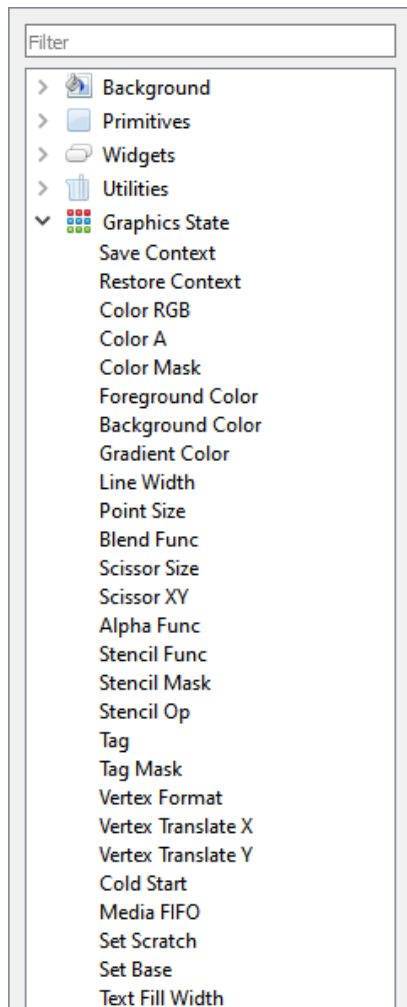 Filter
Background
Primitives
Widgets
Utilities
Graphics State
Save Context
Restore Context
Color RGB
Color A
Color Mask
Foreground Color
Background Color
Gradient Color
Line Width
Point Size
Blend Func
Scissor Size
Scissor XY
Alpha Func
Stencil Func
Stencil Mask
Stencil Op
Tag
Tag Mask
Vertex Format
Vertex Translate X
Vertex Translate Y
Cold Start
Media FIFO
Set Scratch
Set Base
Text Fill Width